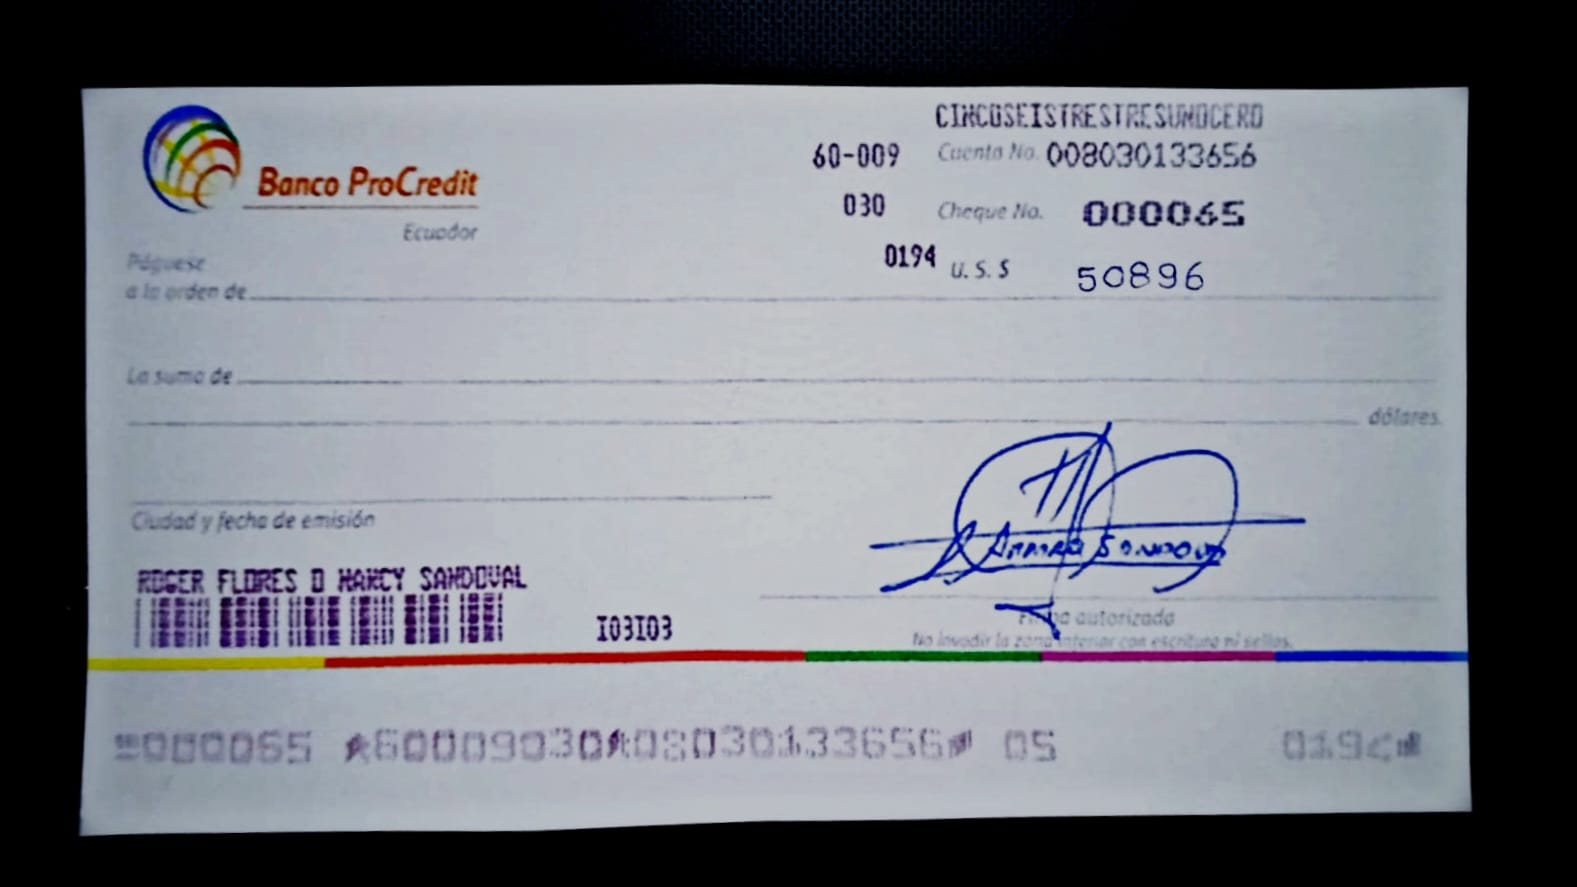 CINCOSEISTRESTRESUNOCERO
60-009 Cuenta No. 008030133656
Banco ProCredit
030 Cheque No. 000065
Ecuador
0194 U. S. $ 50896
Páguese
a la orden de
La suma de
dólares
Ciudad y fecha de emisión
ROGER FLORES O NANCY SANDOVAL
I03I03
Firma autorizada
No invadir la zona inferior con escritura ni sellos.
000065 60009030 08030133656 05 0194